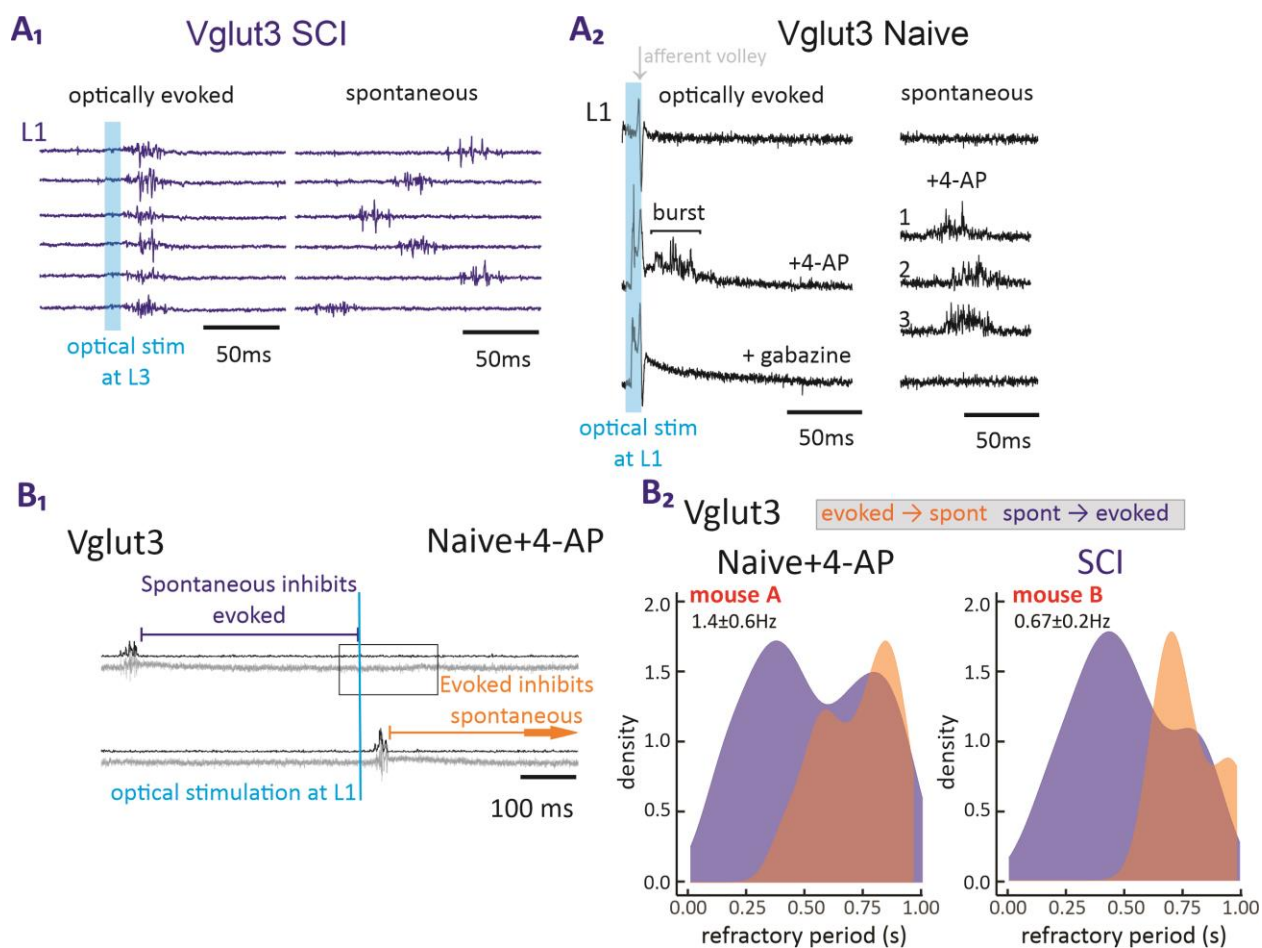 A₁
Vglut3 SCI
optically evoked
spontaneous
L1
50ms
50ms
optical stim
at L3
A₂
Vglut3 Naive
afferent volley
optically evoked
spontaneous
L1
+4-AP
burst
1
+4-AP
2
3
+ gabazine
50ms
50ms
optical stim
at L1
B₁
Vglut3
Naive+4-AP
Spontaneous inhibits
evoked
Evoked inhibits
spontaneous
optical stimulation at L1
100 ms
B₂
Vglut3
evoked → spont spont → evoked
Naive+4-AP
mouse A
1.4±0.6Hz
density
2.0
1.5
1.0
0.5
0.0
0.00 0.25 0.50 0.75 1.00
refractory period (s)
SCI
mouse B
0.67±0.2Hz
density
2.0
1.5
1.0
0.5
0.0
0.00 0.25 0.50 0.75 1.00
refractory period (s)